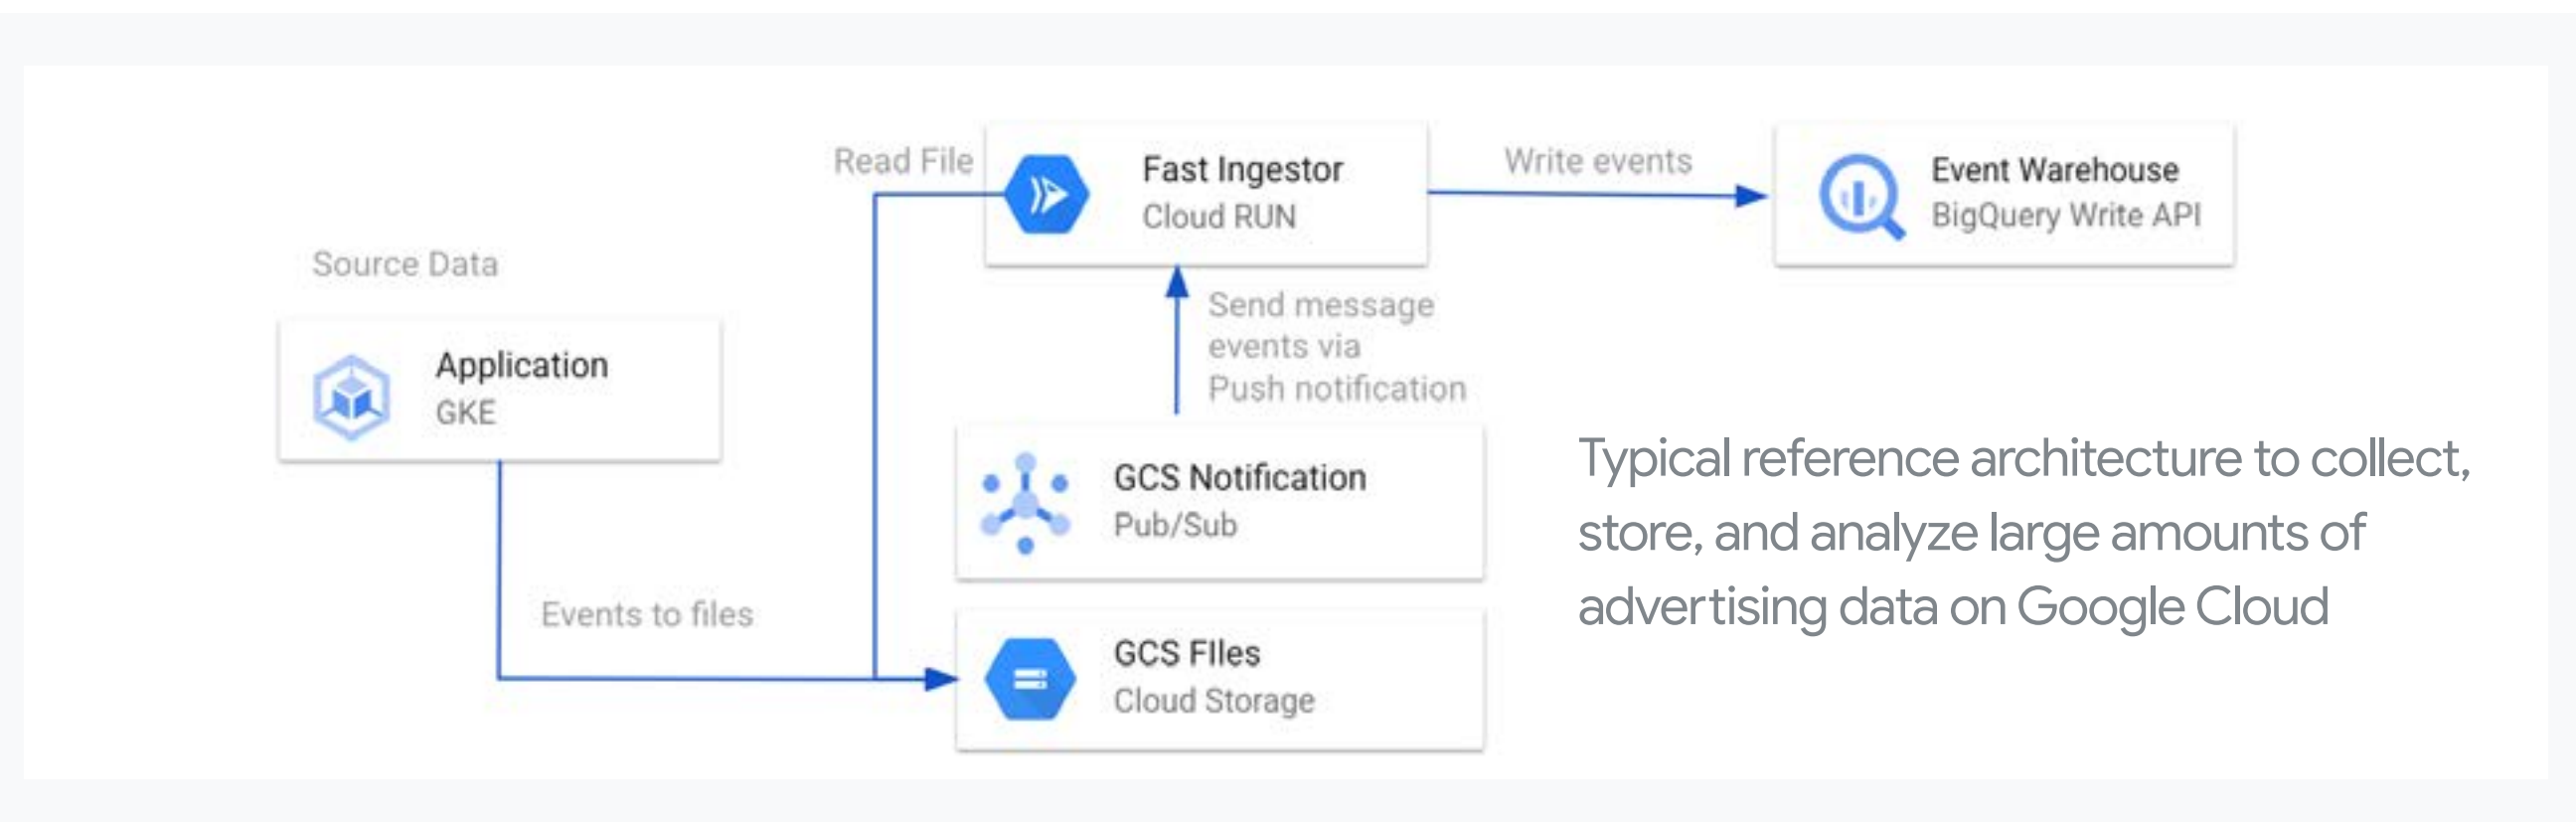 Read File
Fast Ingestor
Cloud RUN
Write events
Event Warehouse
BigQuery Write API
Source Data
Application
GKE
Send message
events via
Push notification
GCS Notification
Pub/Sub
Events to files
GCS FIles
Cloud Storage
Typical reference architecture to collect,
store, and analyze large amounts of
advertising data on Google Cloud